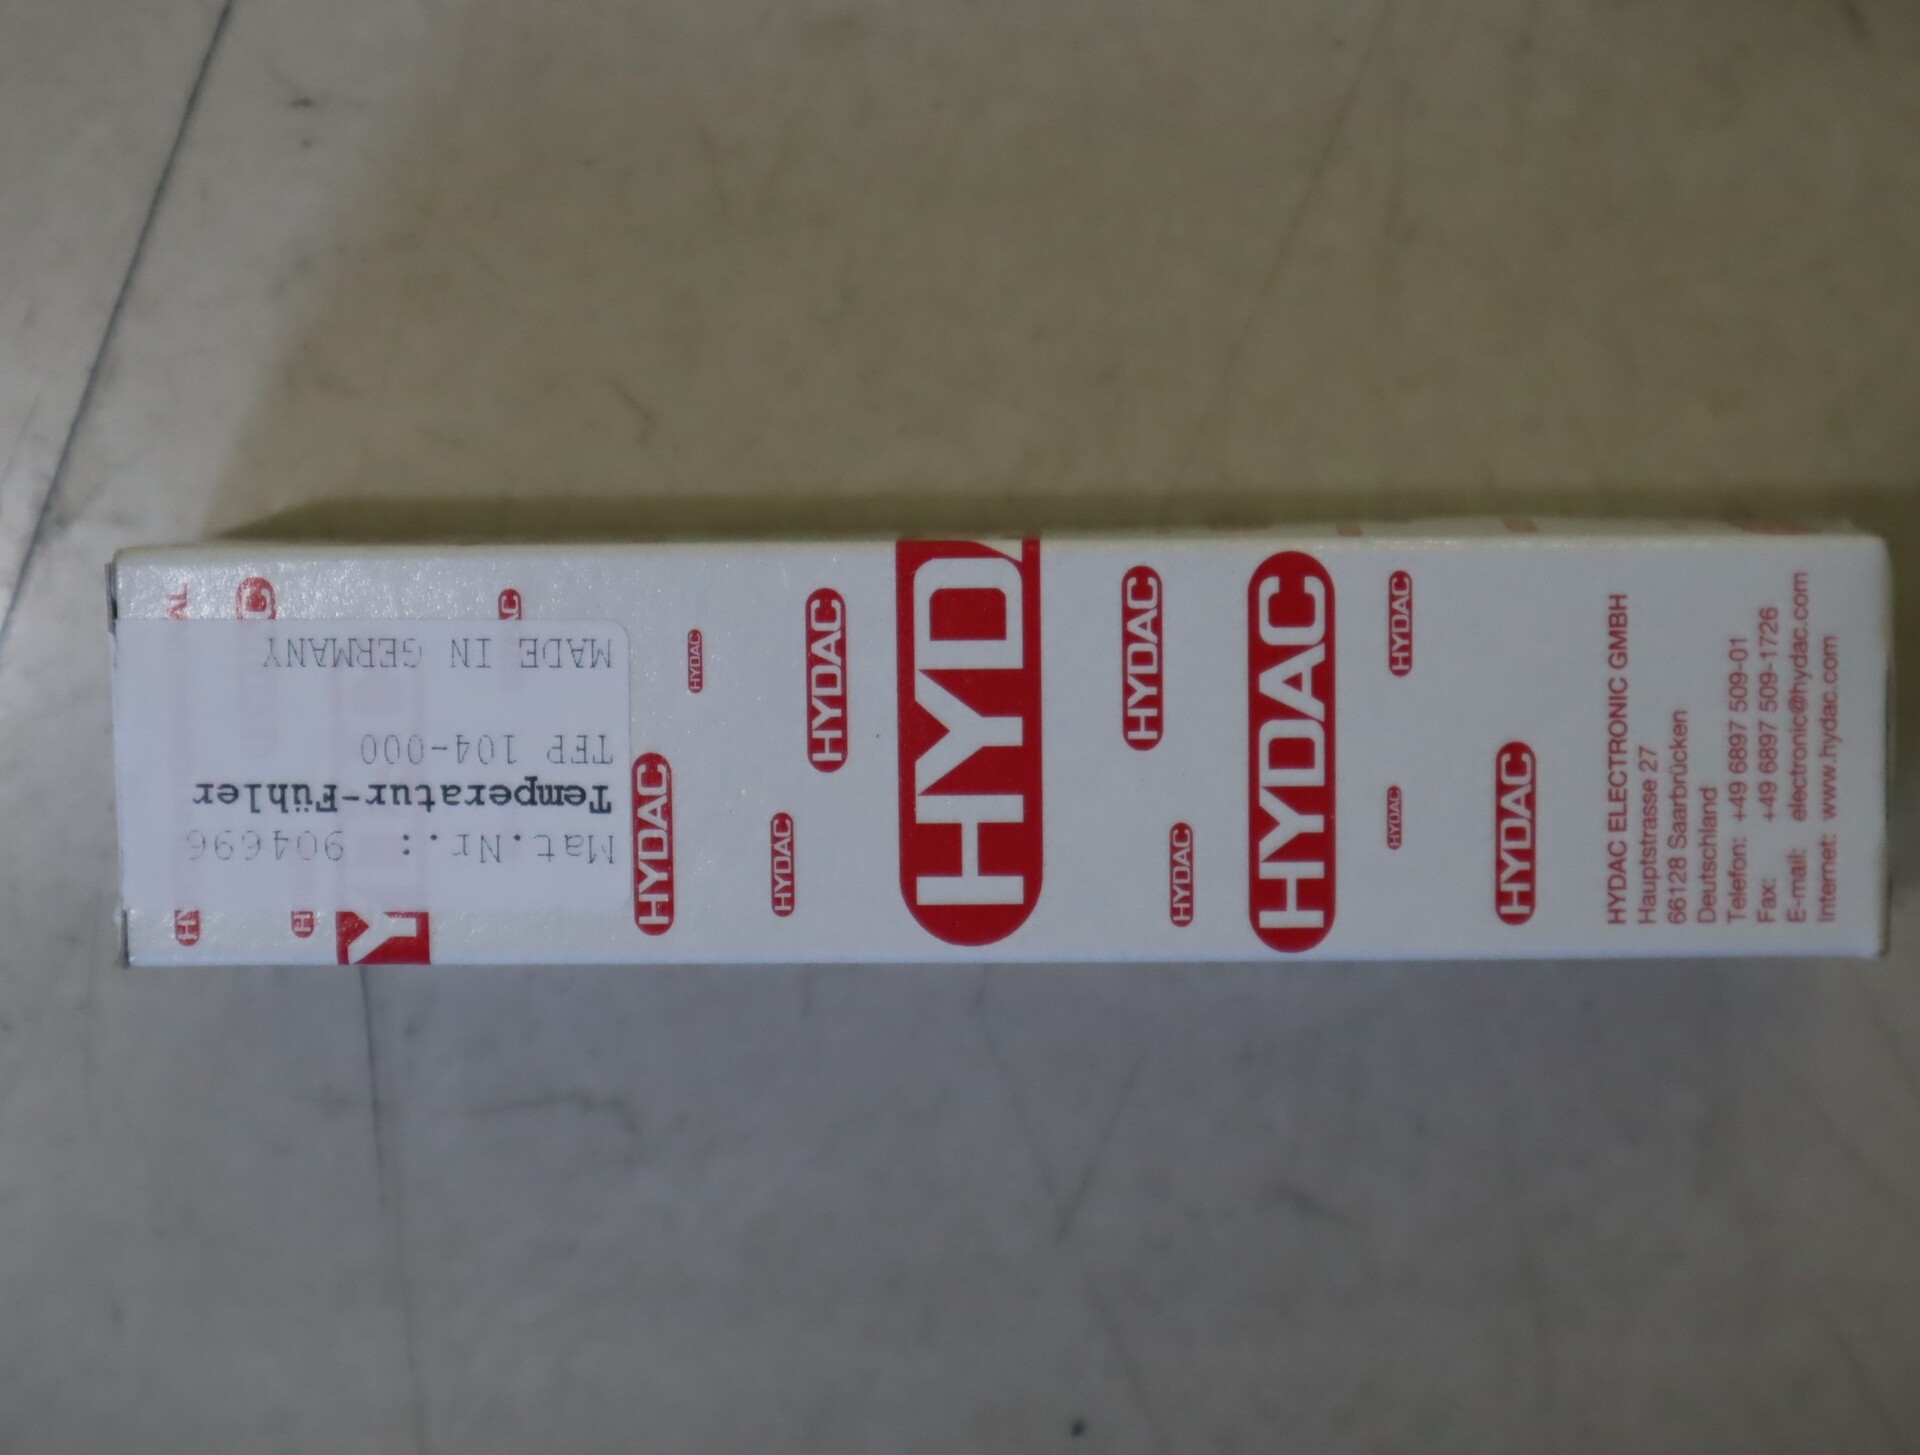 Mat.Nr.: 904696
Temperatur-Fühler
TFP 104-000
MADE IN GERMANY
HYDAC
HYDAC
HYDAC
HYDAC
HYD
HYDAC
HYDAC
HYDAC
HYDAC
HYDAC
HYDAC
HYDAC ELECTRONIC GMBH
Hauptstrasse 27
66128 Saarbrücken
Deutschland
Telefon: +49 6897 509-01
Fax: +49 6897 509-1726
E-mail: electronic@hydac.com
Internet: www.hydac.com